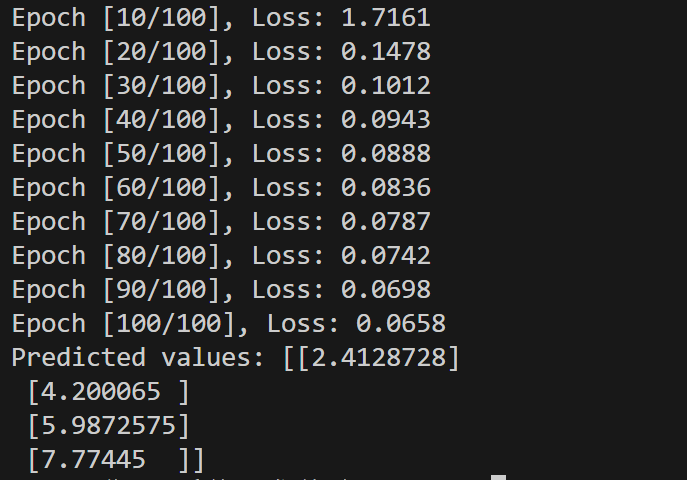 Epoch [10/100], Loss: 1.7161
Epoch [20/100], Loss: 0.1478
Epoch [30/100], Loss: 0.1012
Epoch [40/100], Loss: 0.0943
Epoch [50/100], Loss: 0.0888
Epoch [60/100], Loss: 0.0836
Epoch [70/100], Loss: 0.0787
Epoch [80/100], Loss: 0.0742
Epoch [90/100], Loss: 0.0698
Epoch [100/100], Loss: 0.0658
Predicted values: [[2.4128728]
 [4.200065 ]
 [5.9872575]
 [7.77445  ]]